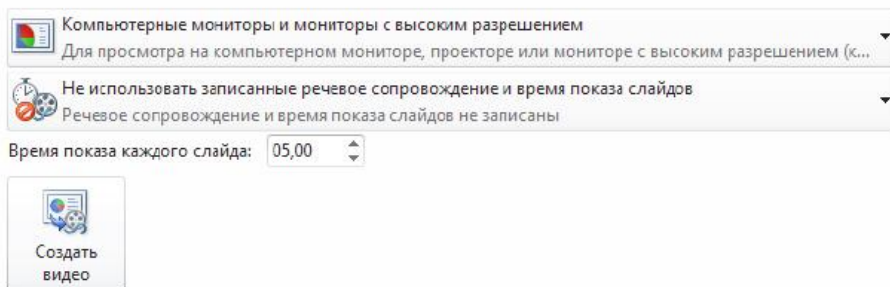 Компьютерные мониторы и мониторы с высоким разрешением
Для просмотра на компьютерном мониторе, проекторе или мониторе с высоким разрешением (к...
Не использовать записанные речевое сопровождение и время показа слайдов
Речевое сопровождение и время показа слайдов не записаны
Время показа каждого слайда: 05,00
Создать
видео